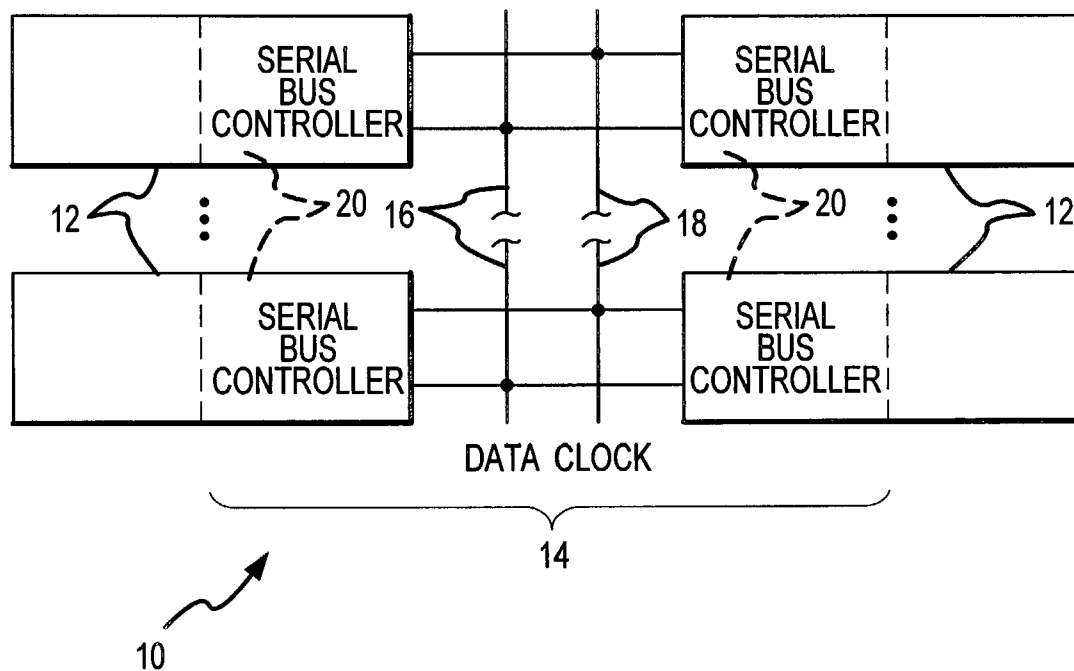 SERIAL
BUS
CONTROLLER
SERIAL
BUS
CONTROLLER
12
20
16
18
20
12
SERIAL
BUS
CONTROLLER
SERIAL
BUS
CONTROLLER
DATA CLOCK
14
10